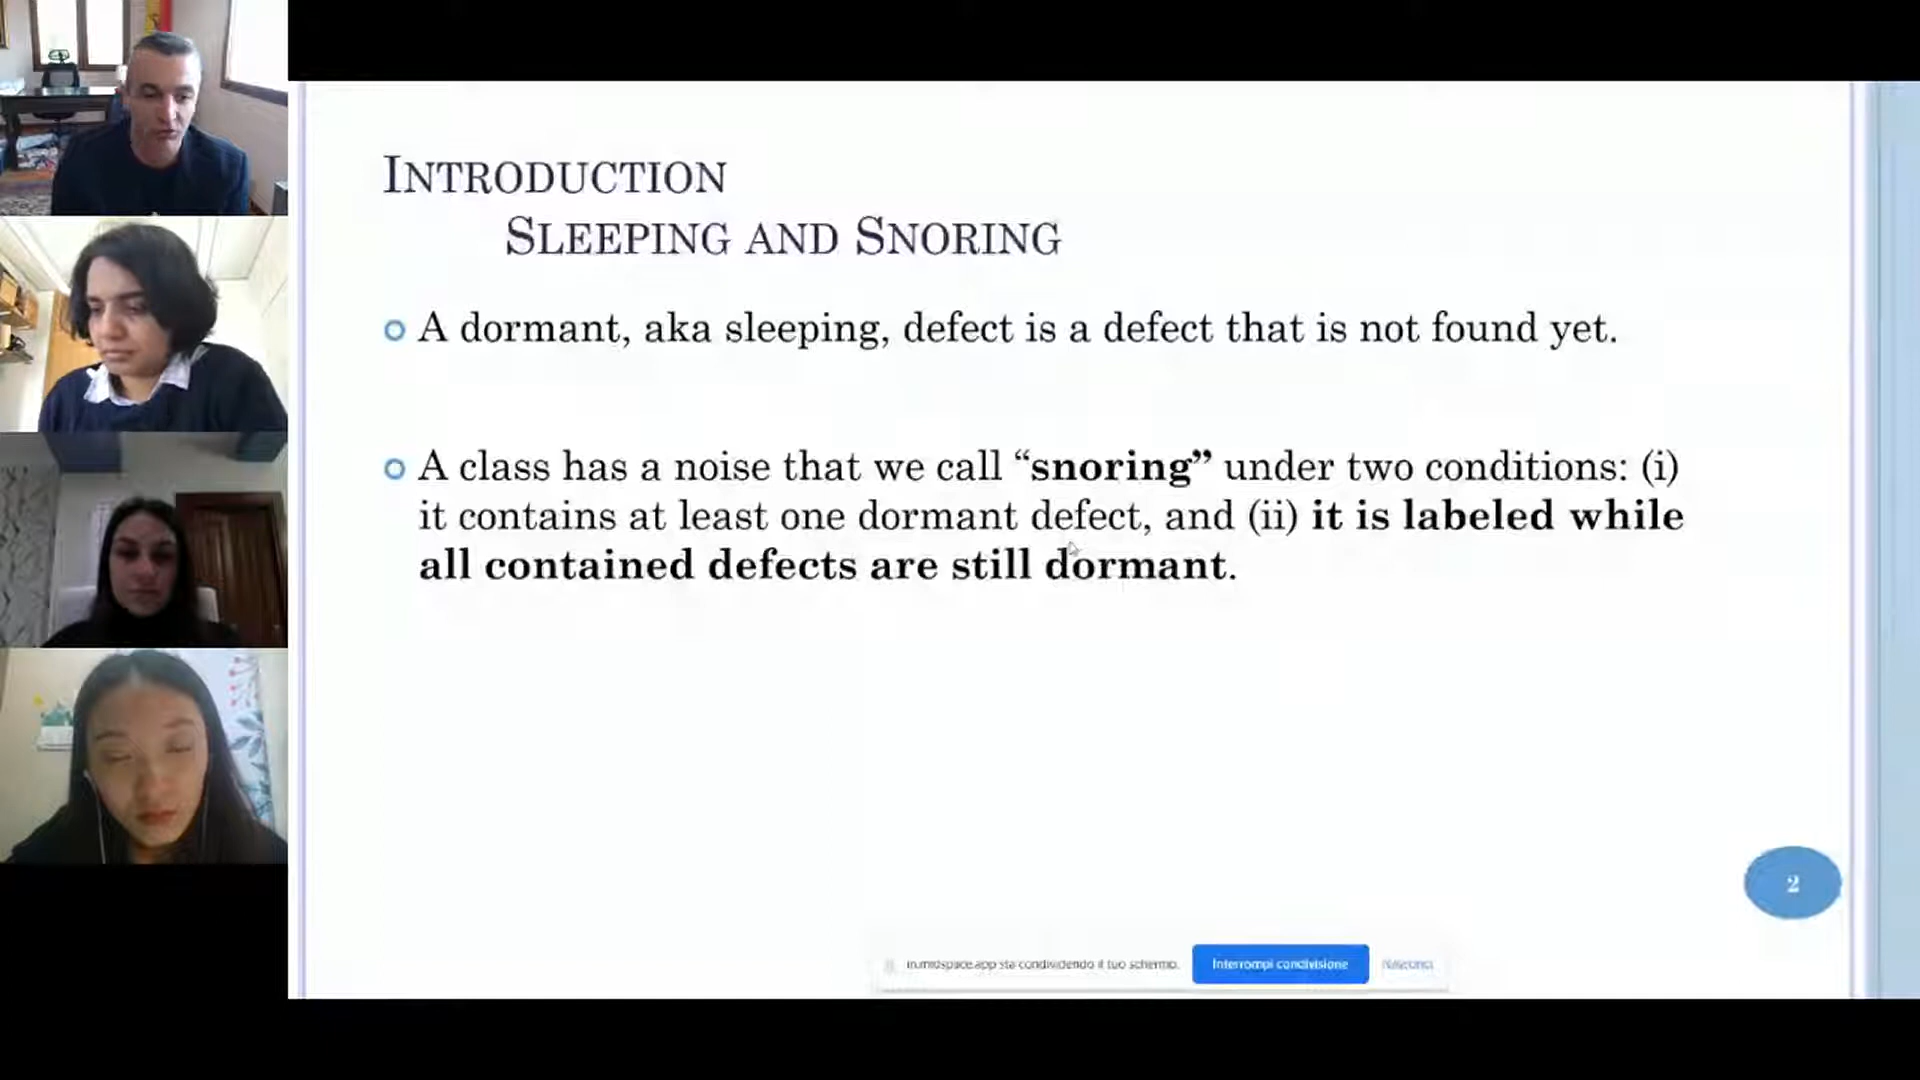 INTRODUCTION
SLEEPING AND SNORING
A dormant, aka sleeping, defect is a defect that is not found yet.
A class has a noise that we call “snoring” under two conditions: (i)
it contains at least one dormant defect, and (ii) it is labeled while
all contained defects are still dormant.
2
in.midspace.app sta condividendo il tuo schermo.
Interrompi condivisione
Nascondi